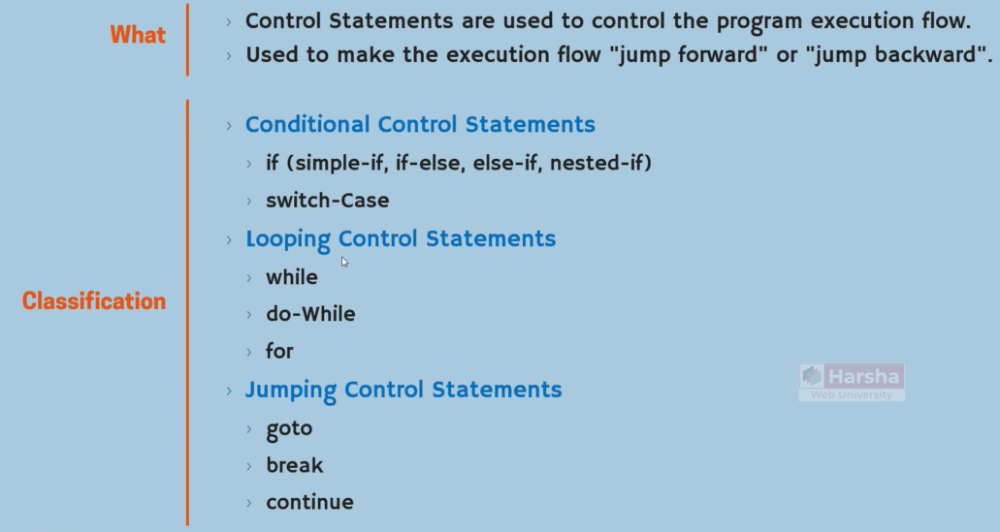 What
Control Statements are used to control the program execution flow.
Used to make the execution flow "jump forward" or "jump backward".
Classification
Conditional Control Statements
if (simple-if, if-else, else-if, nested-if)
switch-Case
Looping Control Statements
while
do-While
for
Jumping Control Statements
goto
break
continue
Harsha
Web University